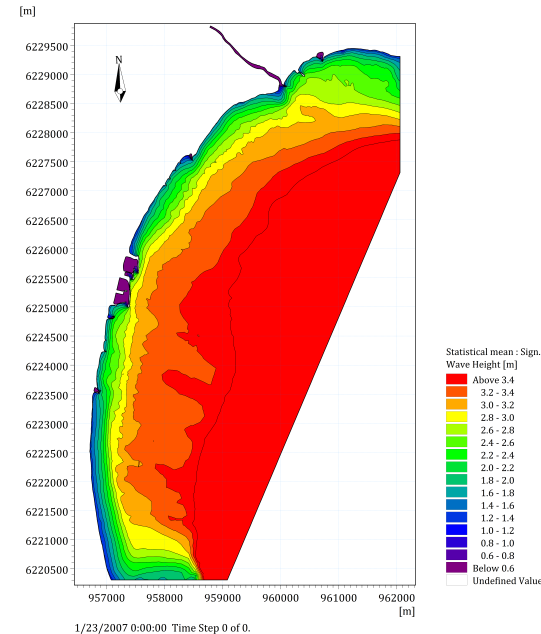 [m]
6229500
6229000
6228500
6228000
6227500
6227000
6226500
6226000
6225500
6225000
6224500
6224000
6223500
6223000
6222500
6222000
6221500
6221000
6220500
N
957000 958000 959000 960000 961000 962000
[m]
Statistical mean : Sign.
Wave Height [m]
Above 3.4
3.2 - 3.4
3.0 - 3.2
2.8 - 3.0
2.6 - 2.8
2.4 - 2.6
2.2 - 2.4
2.0 - 2.2
1.8 - 2.0
1.6 - 1.8
1.4 - 1.6
1.2 - 1.4
1.0 - 1.2
0.8 - 1.0
0.6 - 0.8
Below 0.6
Undefined Value
1/23/2007 0:00:00 Time Step 0 of 0.